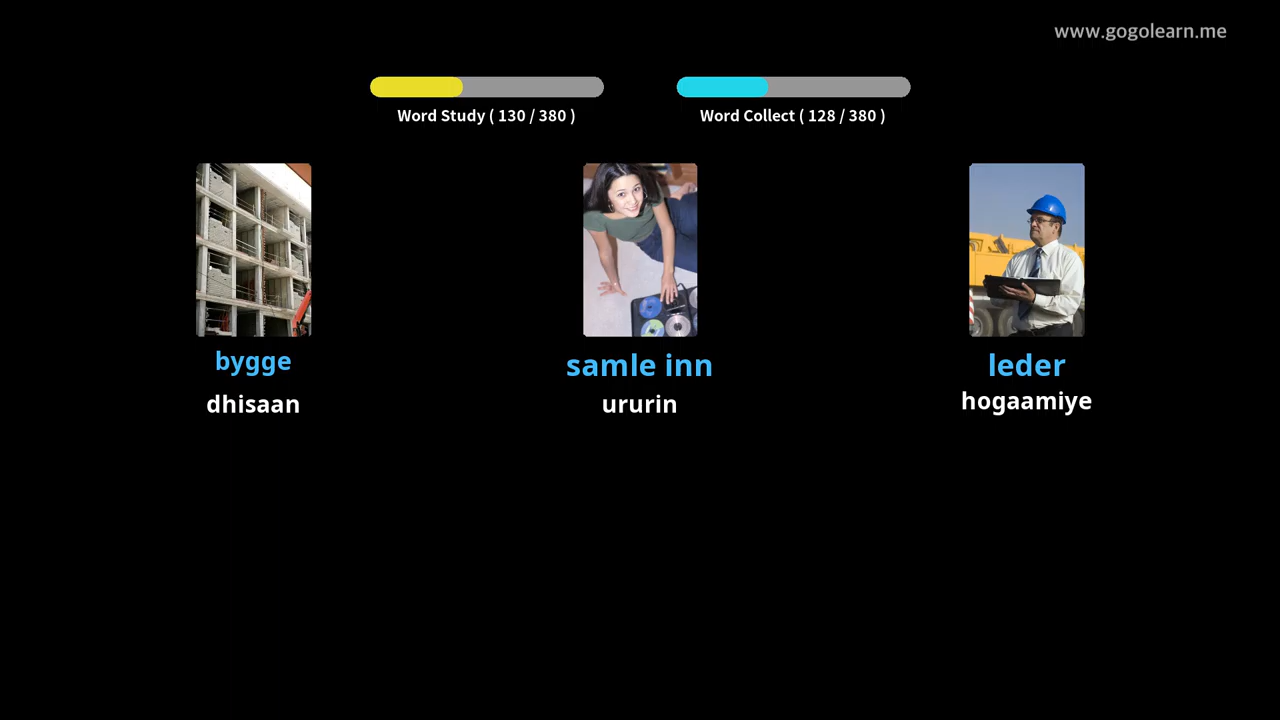 www.gogolearn.me
Word Study ( 130 / 380 )
Word Collect ( 128 / 380 )
bygge
samle inn
leder
dhisaan
ururin
hogaamiye